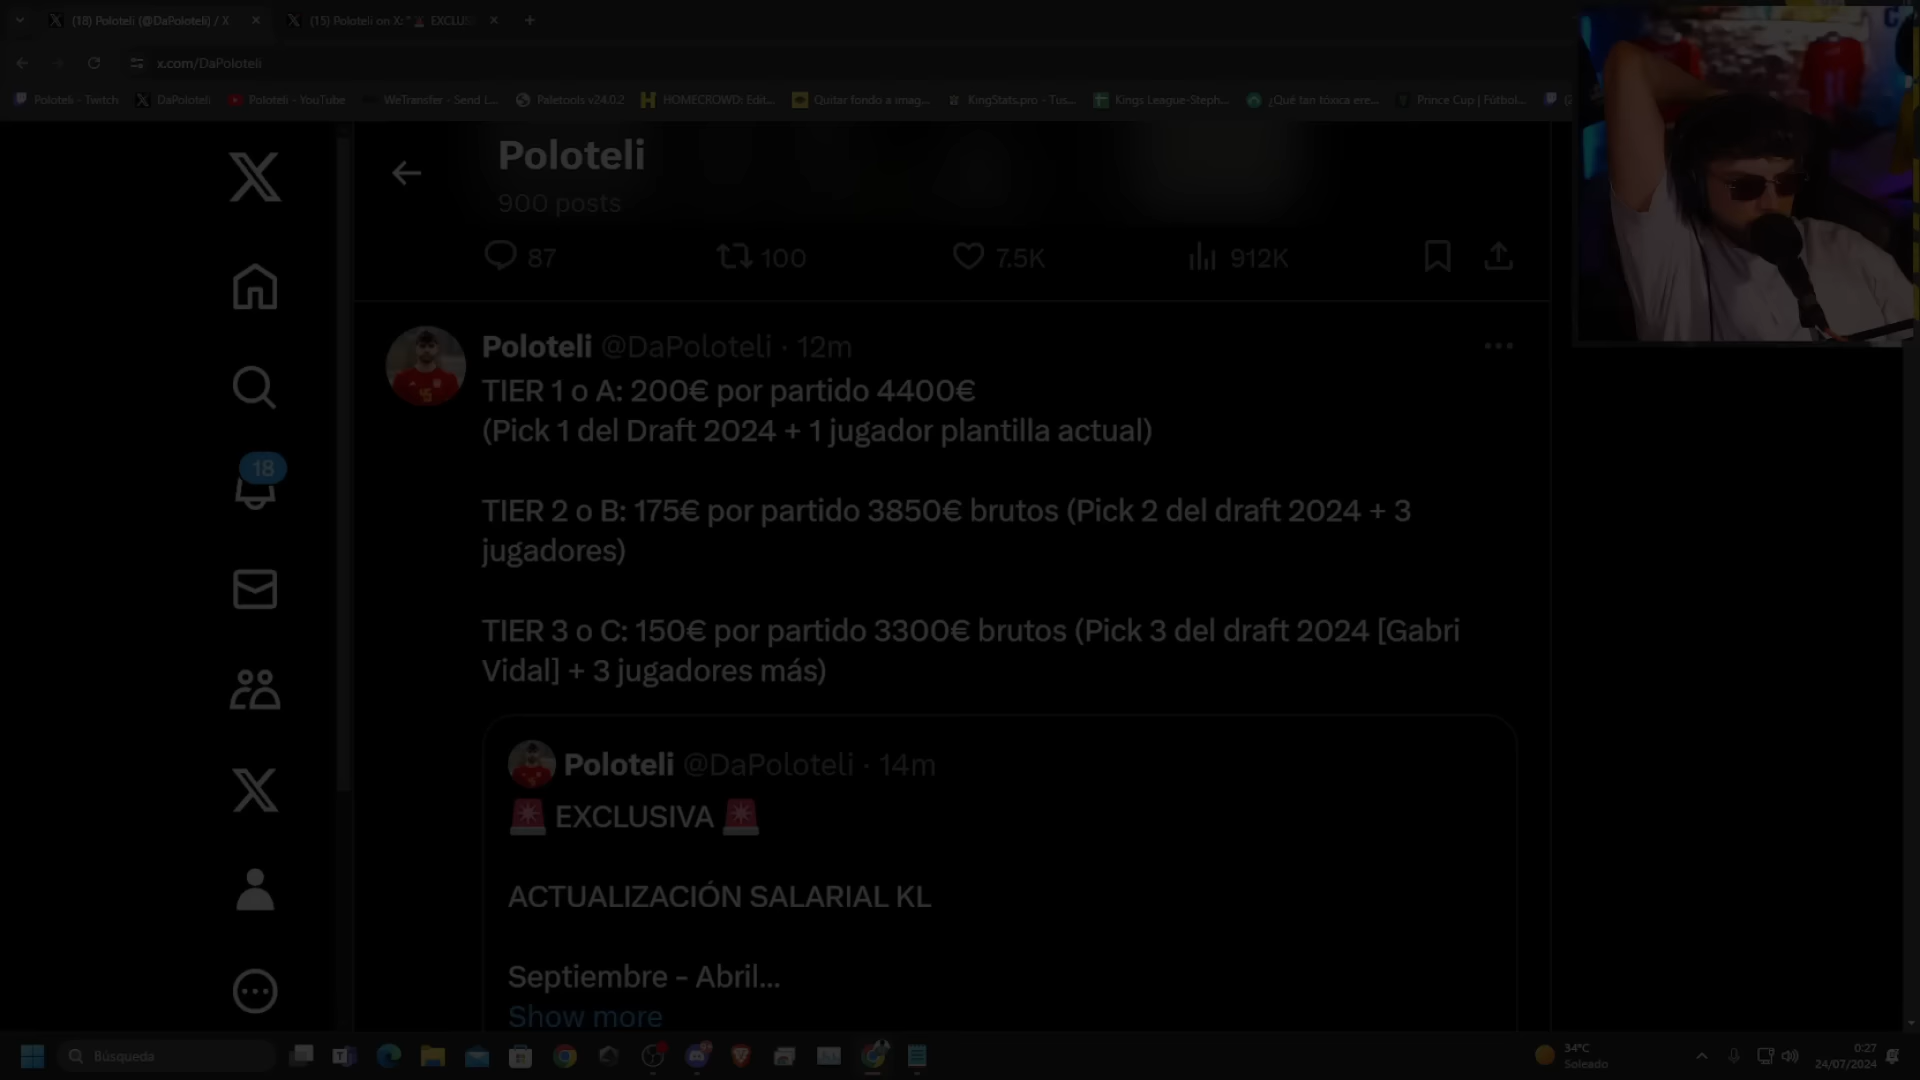 (18) Poloteli (@DaPoloteli) / X
(15) Poloteli on X: "🚨 EXCLUS
x.com/DaPoloteli
Poloteli - Twitch
DaPoloteli
Poloteli - YouTube
WeTransfer - Send L...
Paletools v24.0.2
HOMECROWD: Edit...
Quitar fondo a imag...
KingStats.pro - Tus...
Kings League-Steph...
¿Qué tan tóxica ere...
Prince Cup | Fútbol...
Poloteli
900 posts
87
100
7.5K
912K
18
Poloteli @DaPoloteli · 12m
TIER 1 o A: 200€ por partido 4400€
(Pick 1 del Draft 2024 + 1 jugador plantilla actual)
TIER 2 o B: 175€ por partido 3850€ brutos (Pick 2 del draft 2024 + 3
jugadores)
TIER 3 o C: 150€ por partido 3300€ brutos (Pick 3 del draft 2024 [Gabri
Vidal] + 3 jugadores más)
Poloteli @DaPoloteli · 14m
🚨 EXCLUSIVA 🚨
ACTUALIZACIÓN SALARIAL KL
Septiembre - Abril...
Show more
Búsqueda
34°C
Soleado
0:27
24/07/2024